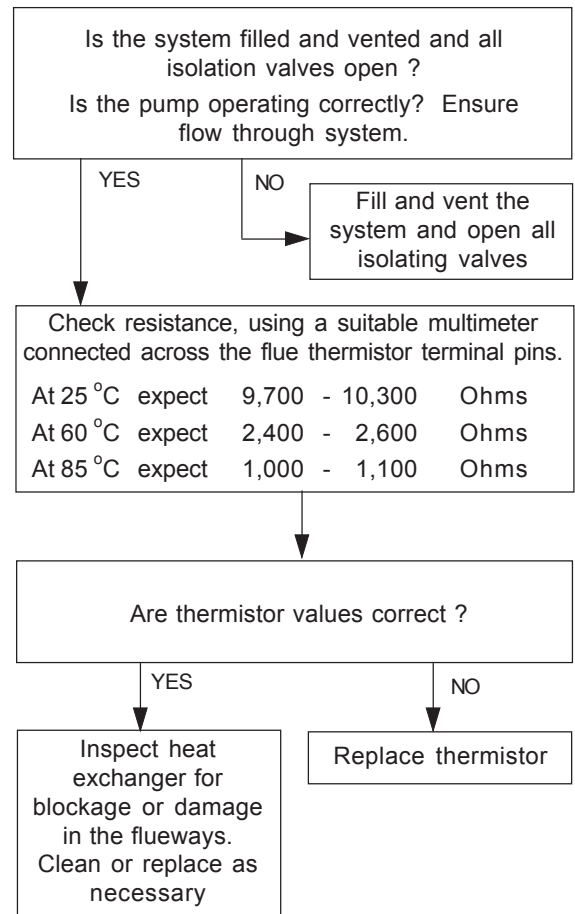 Is the system filled and vented and all
isolation valves open ?
Is the pump operating correctly? Ensure
flow through system.
YES
NO
Fill and vent the
system and open all
isolating valves
Check resistance, using a suitable multimeter
connected across the flue thermistor terminal pins.
At 25 °C expect 9,700 - 10,300 Ohms
At 60 °C expect 2,400 - 2,600 Ohms
At 85 °C expect 1,000 - 1,100 Ohms
Are thermistor values correct ?
YES
NO
Inspect heat
exchanger for
blockage or damage
in the flueways.
Clean or replace as
necessary
Replace thermistor